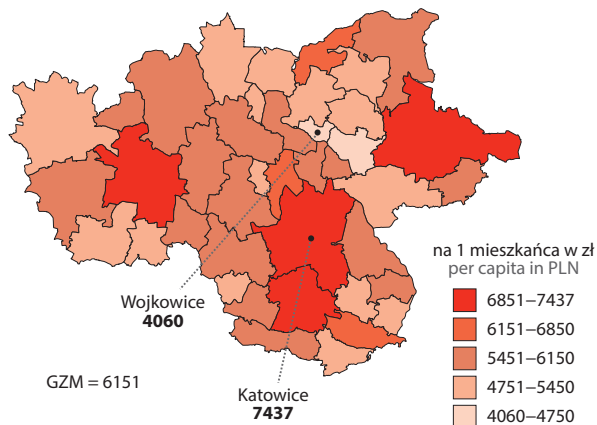 Wojkowice
4060
GZM = 6151
Katowice
7437
na 1 mieszkańca w zł
per capita in PLN
6851–7437
6151–6850
5451–6150
4751–5450
4060–4750